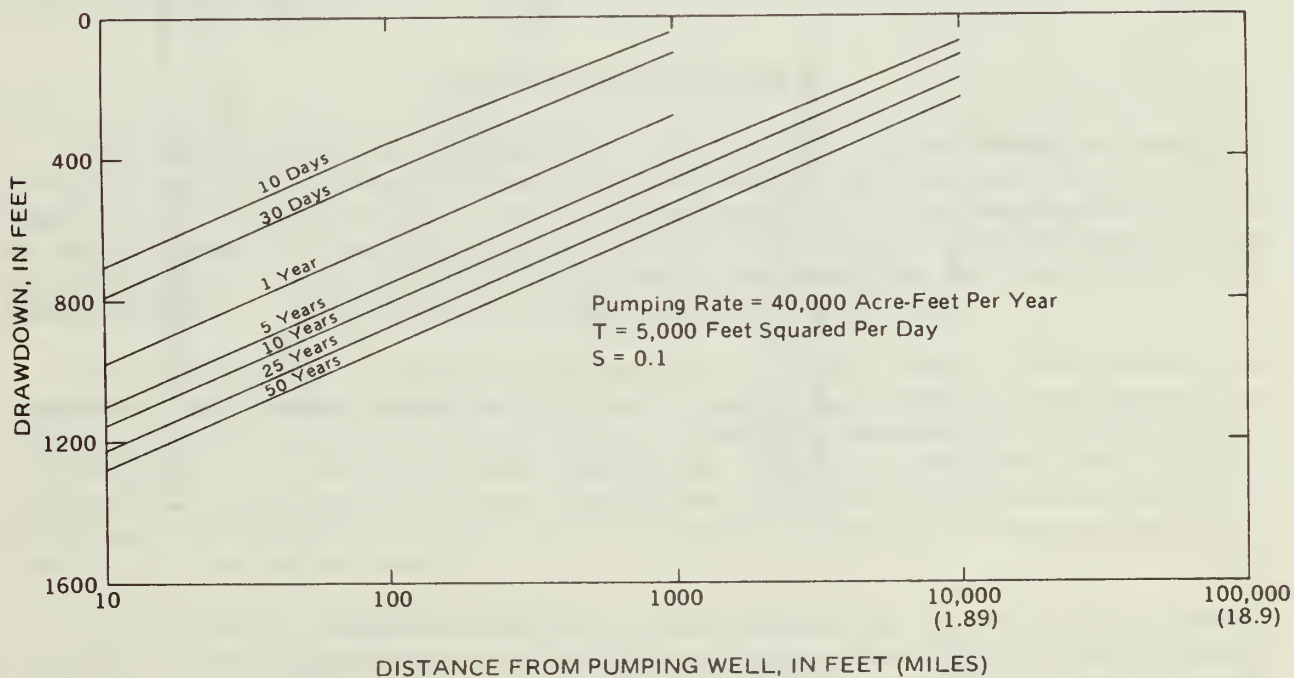 0
400
800
1200
1600
DRAWDOWN, IN FEET
10 Days
30 Days
1 Year
5 Years
10 Years
25 Years
50 Years
Pumping Rate = 40,000 Acre-Feet Per Year
T = 5,000 Feet Squared Per Day
S = 0.1
10
100
1000
10,000
(1.89)
100,000
(18.9)
DISTANCE FROM PUMPING WELL, IN FEET (MILES)